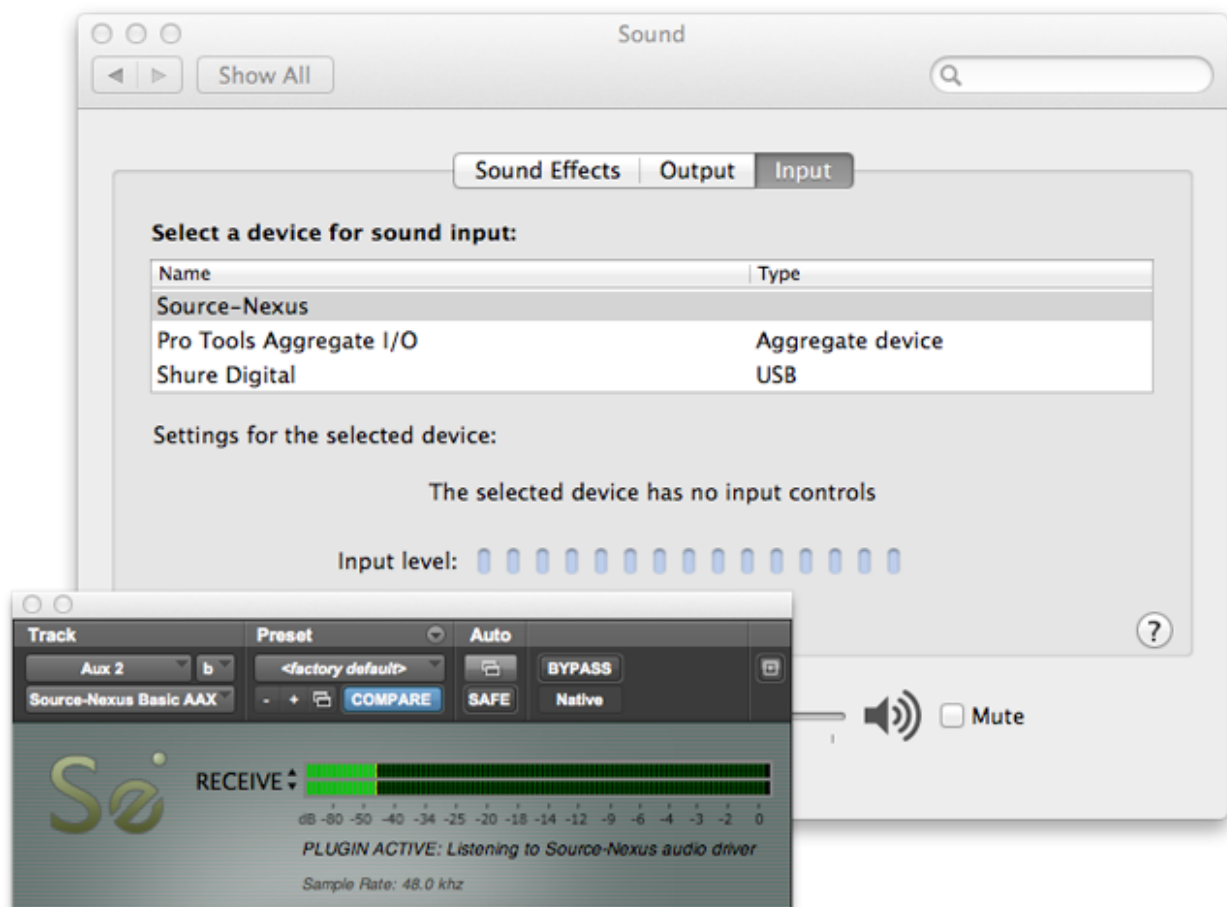 Sound
Show All
Sound Effects Output Input
Select a device for sound input:
Name Type
Source-Nexus
Pro Tools Aggregate I/O Aggregate device
Shure Digital USB
Settings for the selected device:
The selected device has no input controls
Input level:
?
Mute
Track Preset Auto
Aux 2 b <factory default> BYPASS
Source-Nexus Basic AAX - + COMPARE SAFE Native
Se RECEIVE
dB -80 -50 -40 -34 -25 -20 -18 -14 -12 -9 -6 -4 -3 -2 0
PLUGIN ACTIVE: Listening to Source-Nexus audio driver
Sample Rate: 48.0 khz